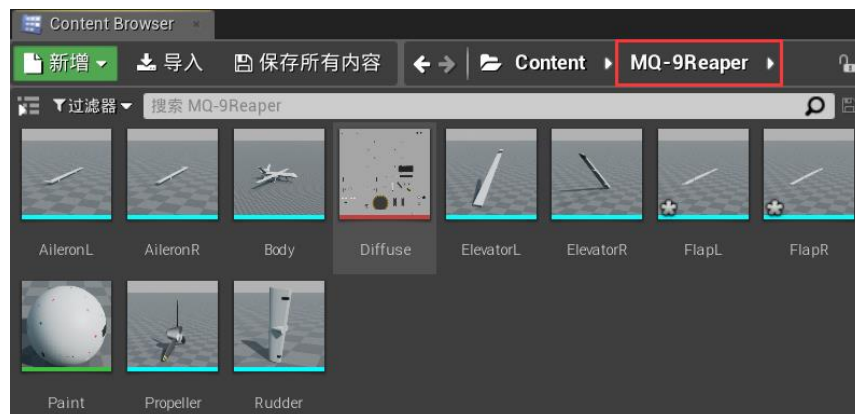 Content Browser
新增 导入 保存所有内容 Content MQ-9Reaper
过滤器 搜索 MQ-9Reaper
AileronL AileronR Body Diffuse ElevatorL ElevatorR FlapL FlapR
Paint Propeller Rudder